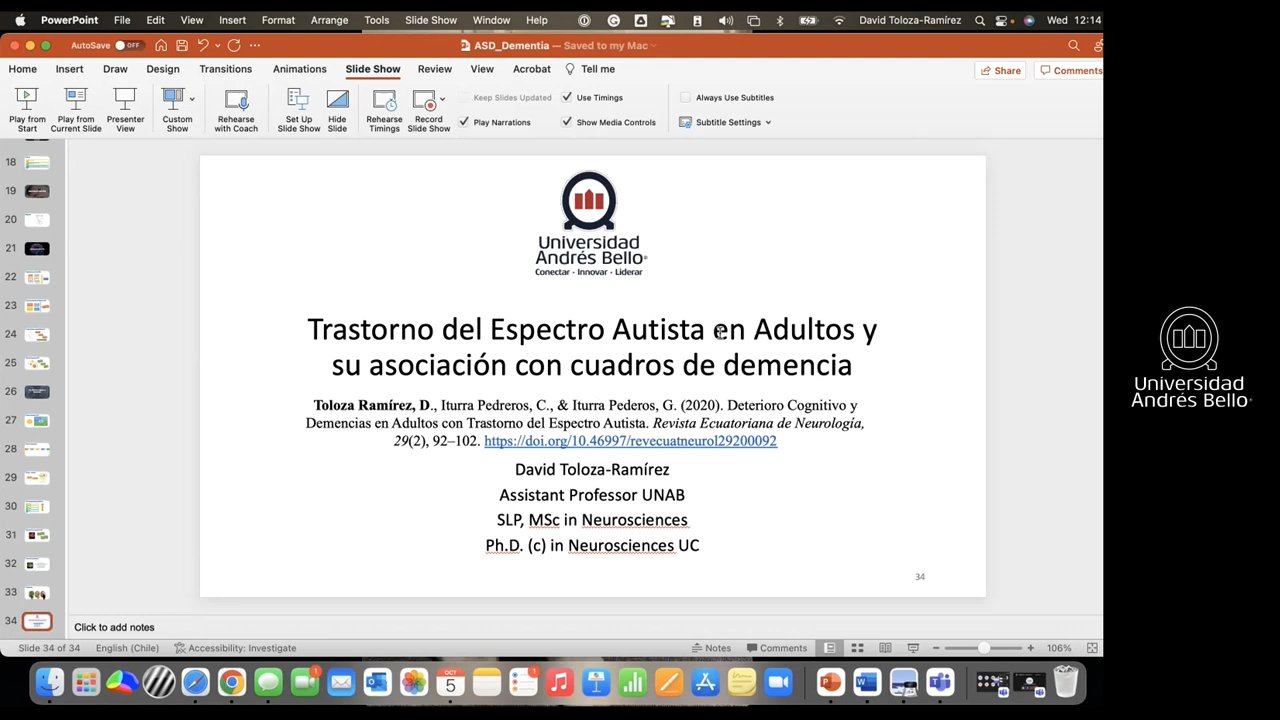 PowerPoint File Edit View Insert Format Arrange Tools Slide Show Window Help David Toloza-Ramírez Wed 12:14
AutoSave OFF ASD_Dementia — Saved to my Mac
Home Insert Draw Design Transitions Animations Slide Show Review View Acrobat Tell me Share Comments
Play from Start
Play from Current Slide
Presenter View
Custom Show
Rehearse with Coach
Set Up Slide Show
Hide Slide
Rehearse Timings
Record Slide Show
Keep Slides Updated
Play Narrations
Use Timings
Show Media Controls
Always Use Subtitles
Subtitle Settings
18
19
20
21
22
23
24
25
26
27
28
29
30
31
32
33
34
Universidad
Andrés Bello
Conectar · Innovar · Liderar
Trastorno del Espectro Autista en Adultos y
su asociación con cuadros de demencia
Toloza Ramírez, D., Iturra Pedreros, C., & Iturra Pederos, G. (2020). Deterioro Cognitivo y
Demencias en Adultos con Trastorno del Espectro Autista. Revista Ecuatoriana de Neurología,
29(2), 92–102. https://doi.org/10.46997/revecuatneurol29200092
David Toloza-Ramírez
Assistant Professor UNAB
SLP, MSc in Neurosciences
Ph.D. (c) in Neurosciences UC
34
Universidad
Andrés Bello
Click to add notes
Slide 34 of 34 English (Chile) Accessibility: Investigate Notes Comments 106%
OCT
5